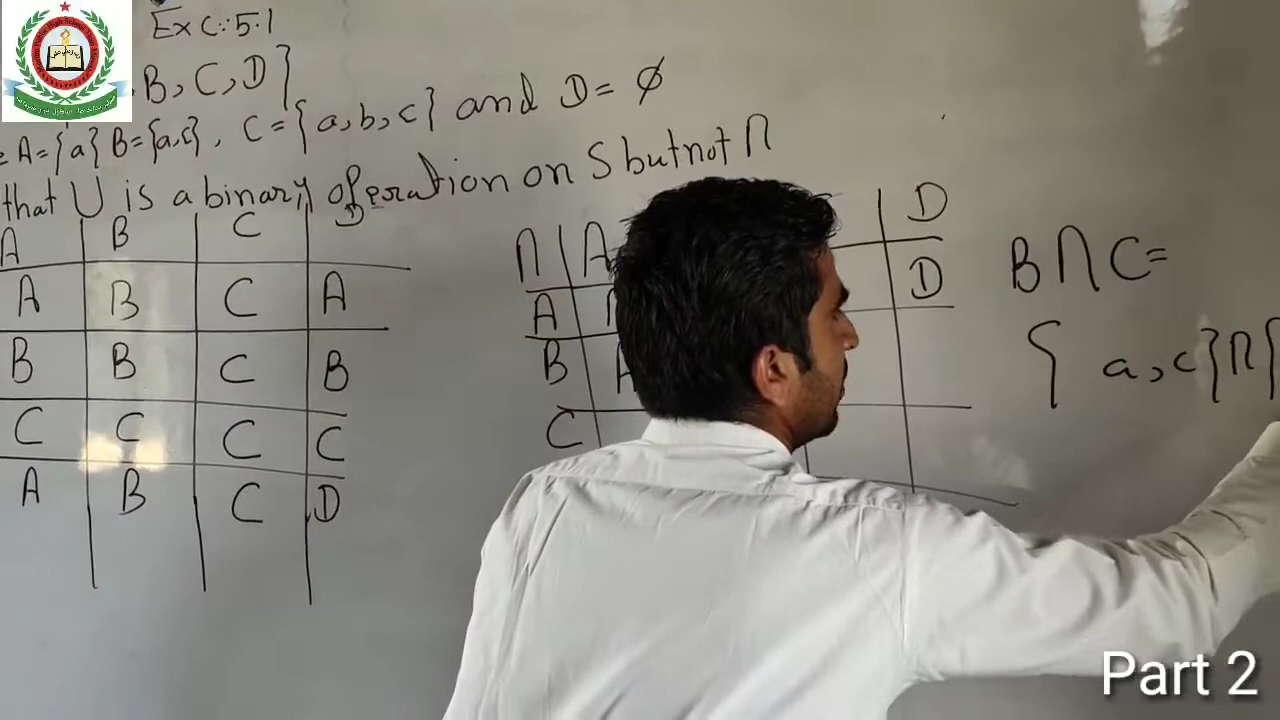 Ex C:: 5.1
, B, C, D}
= A={a} B={a,c}, C={a,b,c} and D=∅
that ∪ is a binary operation on S but not ∩
A B C D
A B C A
B B C B
C C C C
A B C D
∩ A D
A D
B A
C
B∩C=
{ a,c}∩{
Part 2